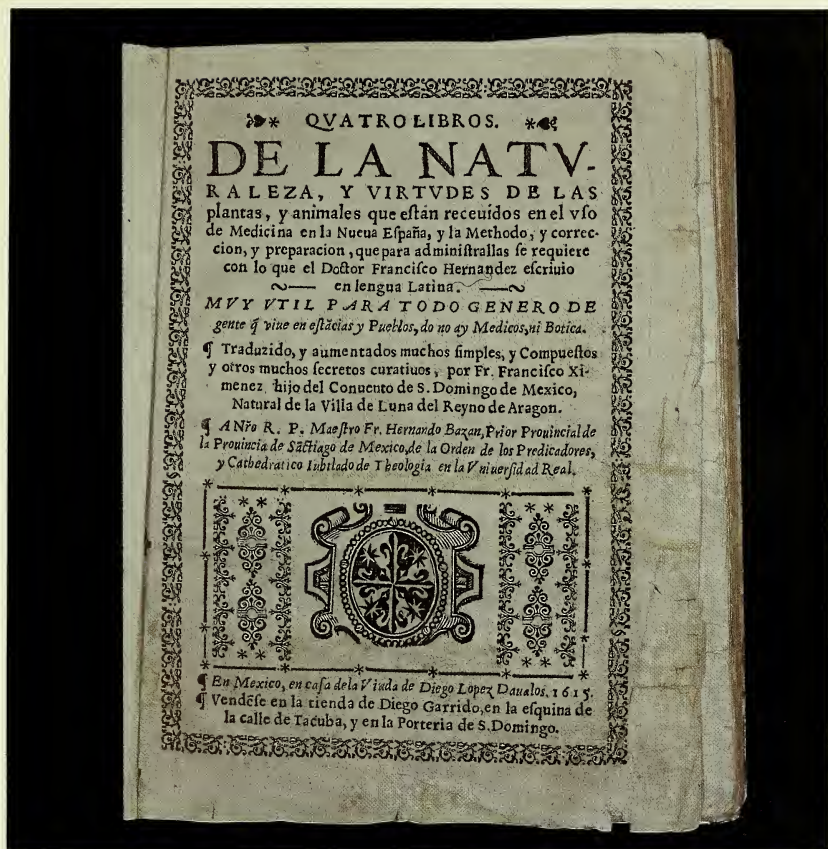 QVATRO LIBROS.
DE LA NATV-
RALEZA, Y VIRTVDES DE LAS
plantas, y animales que eſtán receuidos en el vſo
de Medicina en la Nueua Eſpaña, y la Methodo, y correc-
cion, y preparacion, que para adminiſtrallas ſe requiere
con lo que el Doctor Franciſco Hernandez eſcriuio
en lengua Latina.
MVY VTIL PARA TODO GENERO DE
gente q̃ viue en eſtãcias y Pueblos, do no ay Medicos, ni Botica.
¶ Traduzido, y aumentados muchos ſimples, y Compueſtos
y otros muchos ſecretos curatiuos, por Fr. Franciſco Xi-
menez, hijo del Conuento de S. Domingo de Mexico,
Natural de la Villa de Luna del Reyno de Aragon.
¶ A Nr̃o R. P. Maeſtro Fr. Hernando Bazan, Prior Prouincial de
la Prouincia de Sãctiago de Mexico, de la Orden de los Predicadores,
y Cathedratico Iubilado de Theologia en la Vniuerſidad Real.
¶ En Mexico, en caſa de la Viuda de Diego Lopez Daualos. 1615.
¶ Vendẽſe en la tienda de Diego Garrido, en la eſquina de
la calle de Tacuba, y en la Porteria de S. Domingo.